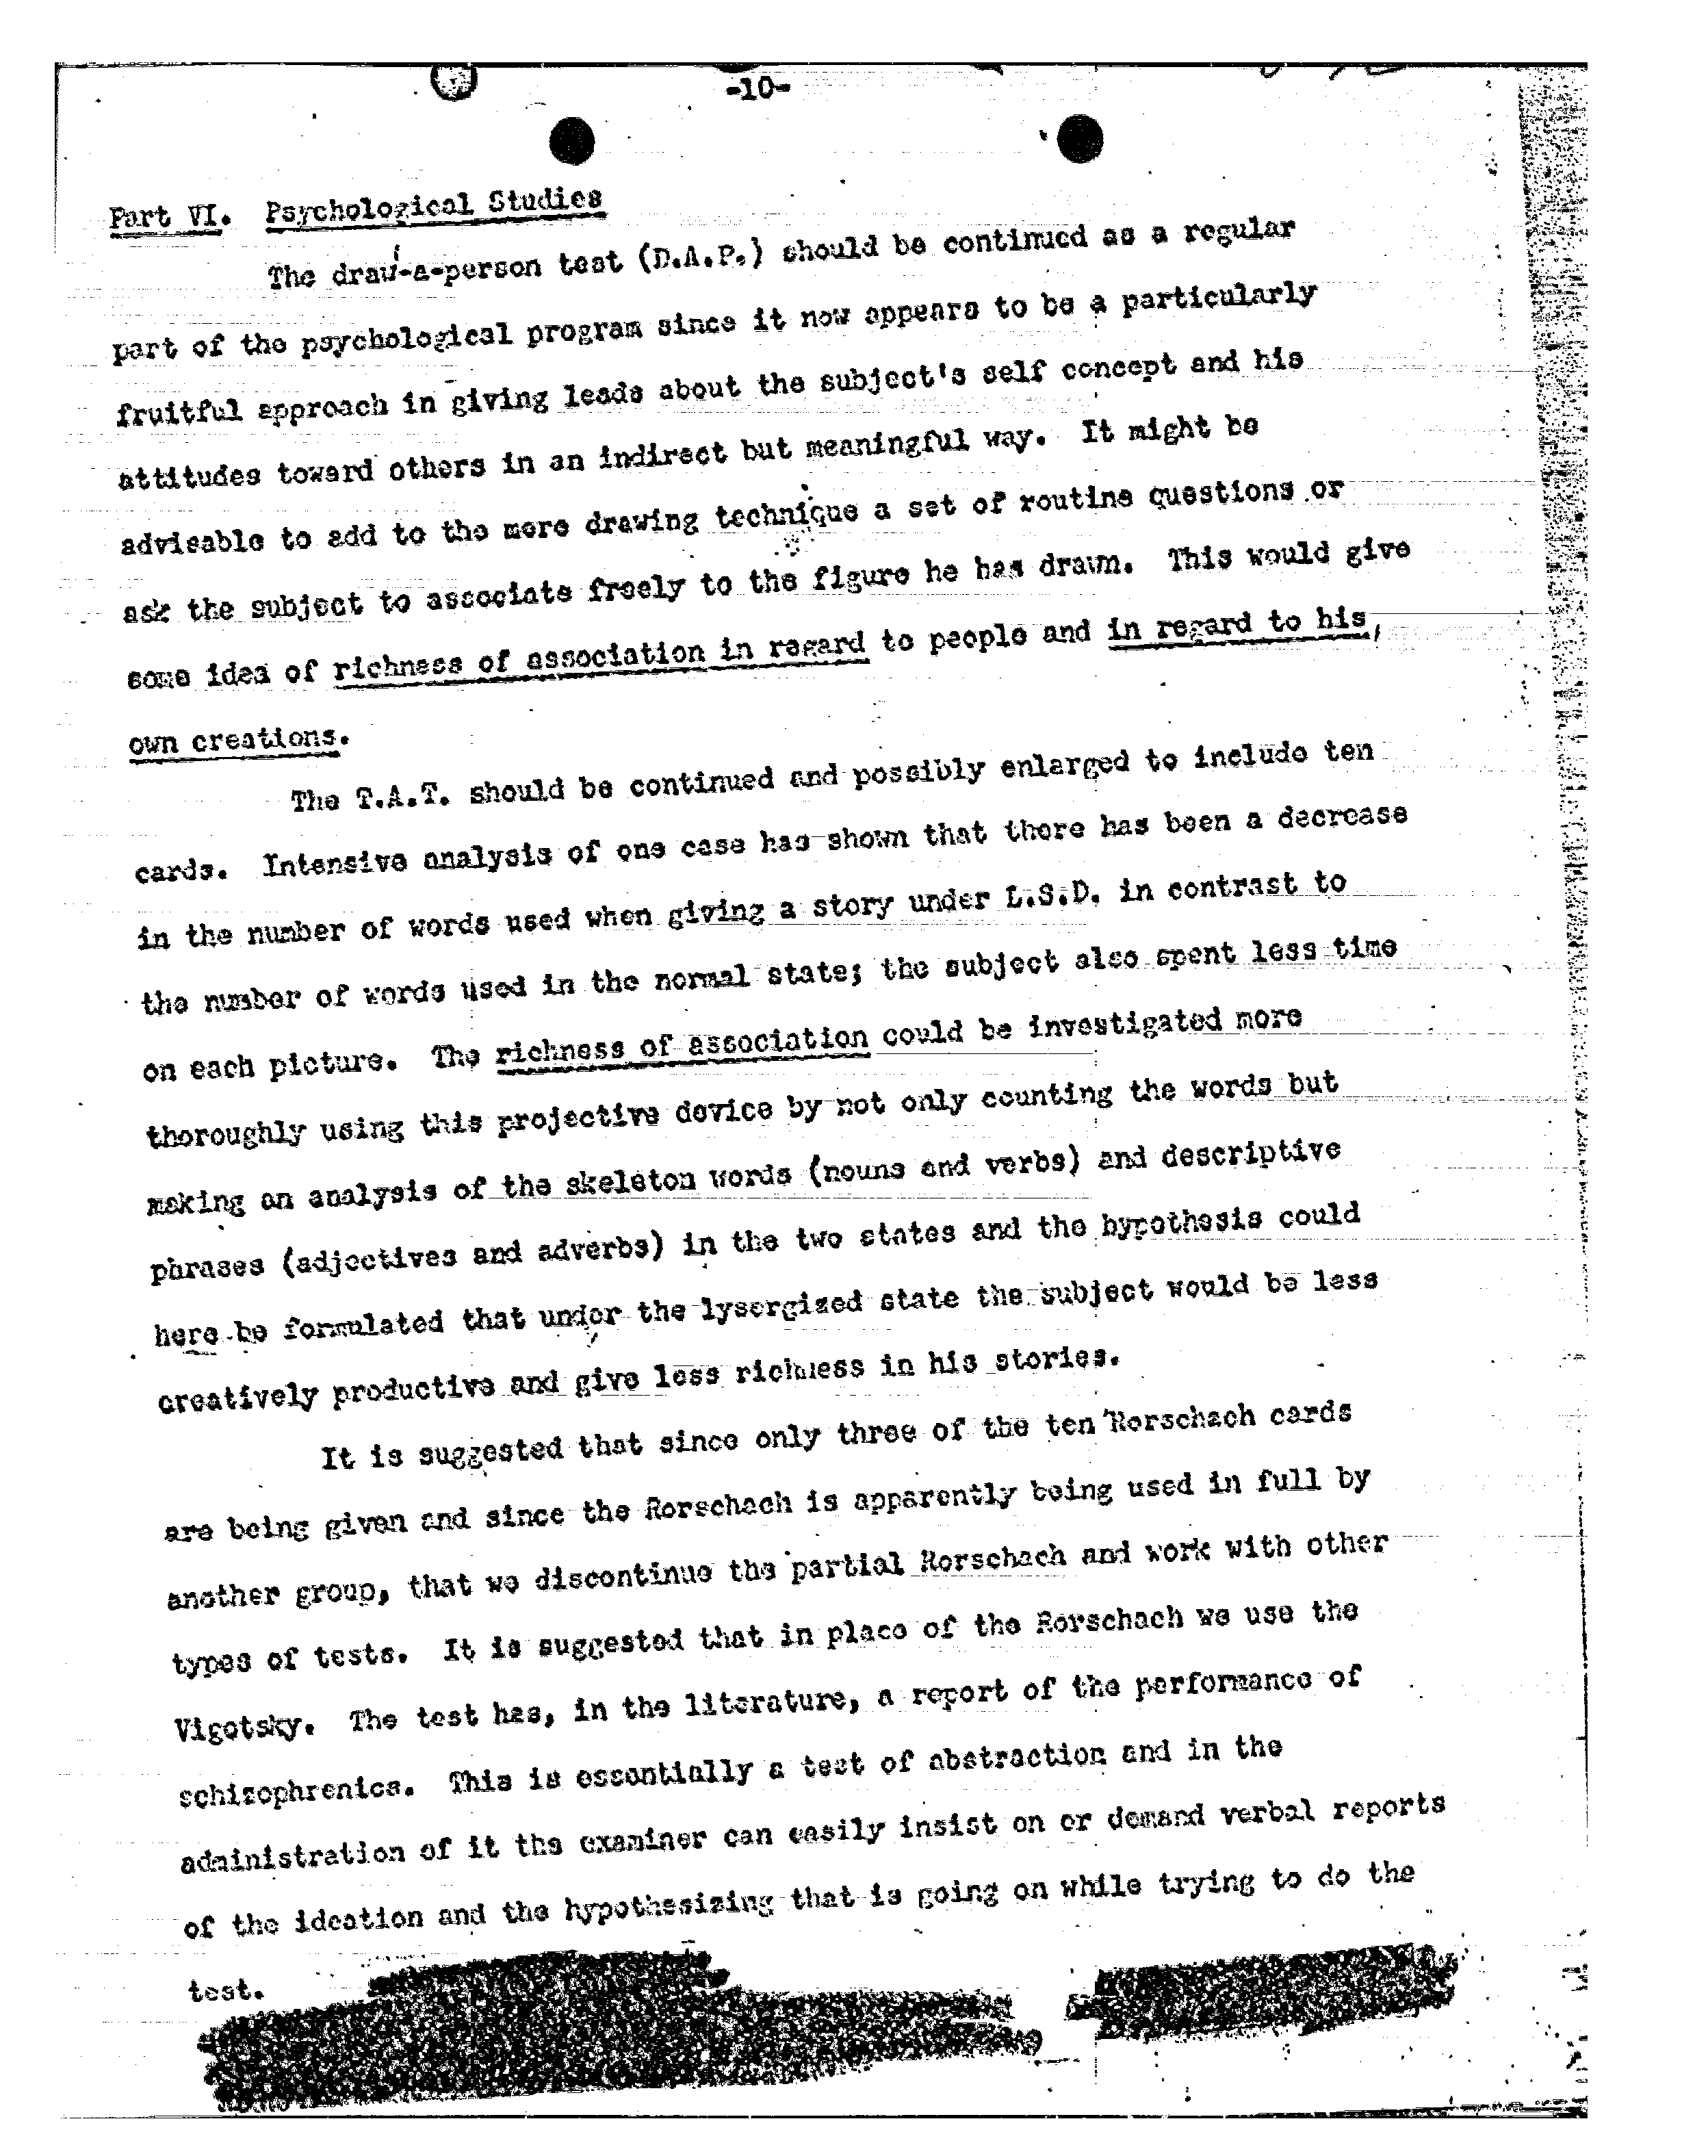 -10-
Part VI. Psychological Studies
The draw-a-person test (D.A.P.) should be continued as a regular
part of the psychological program since it now appears to be a particularly
fruitful approach in giving leads about the subject's self concept and his
attitudes toward others in an indirect but meaningful way. It might be
advisable to add to the mere drawing technique a set of routine questions or
ask the subject to associate freely to the figure he has drawn. This would give
some idea of richness of association in regard to people and in regard to his,
own creations.
The T.A.T. should be continued and possibly enlarged to include ten
cards. Intensive analysis of one case has shown that there has been a decrease
in the number of words used when giving a story under L.S.D. in contrast to
the number of words used in the normal state; the subject also spent less time
on each picture. The richness of association could be investigated more
thoroughly using this projective device by not only counting the words but
making an analysis of the skeleton words (nouns and verbs) and descriptive
phrases (adjectives and adverbs) in the two states and the hypothesis could
here be formulated that under the lysergized state the subject would be less
creatively productive and give less richness in his stories.
It is suggested that since only three of the ten Rorschach cards
are being given and since the Rorschach is apparently being used in full by
another group, that we discontinue the partial Rorschach and work with other
types of tests. It is suggested that in place of the Rorschach we use the
Vigotsky. The test has, in the literature, a report of the performance of
schizophrenics. This is essentially a test of abstraction and in the
administration of it the examiner can easily insist on or demand verbal reports
of the ideation and the hypothesizing that is going on while trying to do the
test.